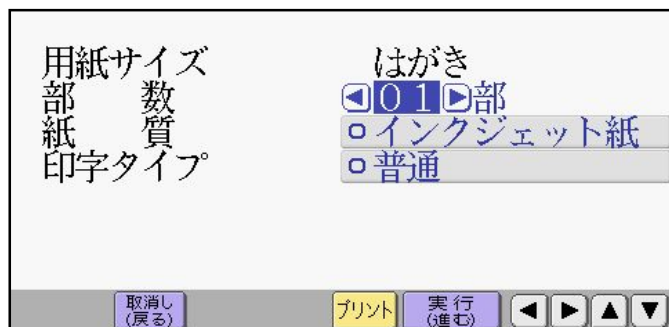 用紙サイズ はがき
部 数 ◀01▶部
紙 質 インクジェット紙
印字タイプ 普通
取消し
(戻る)
プリント
実行
(進む)
◀ ▶ ▲ ▼